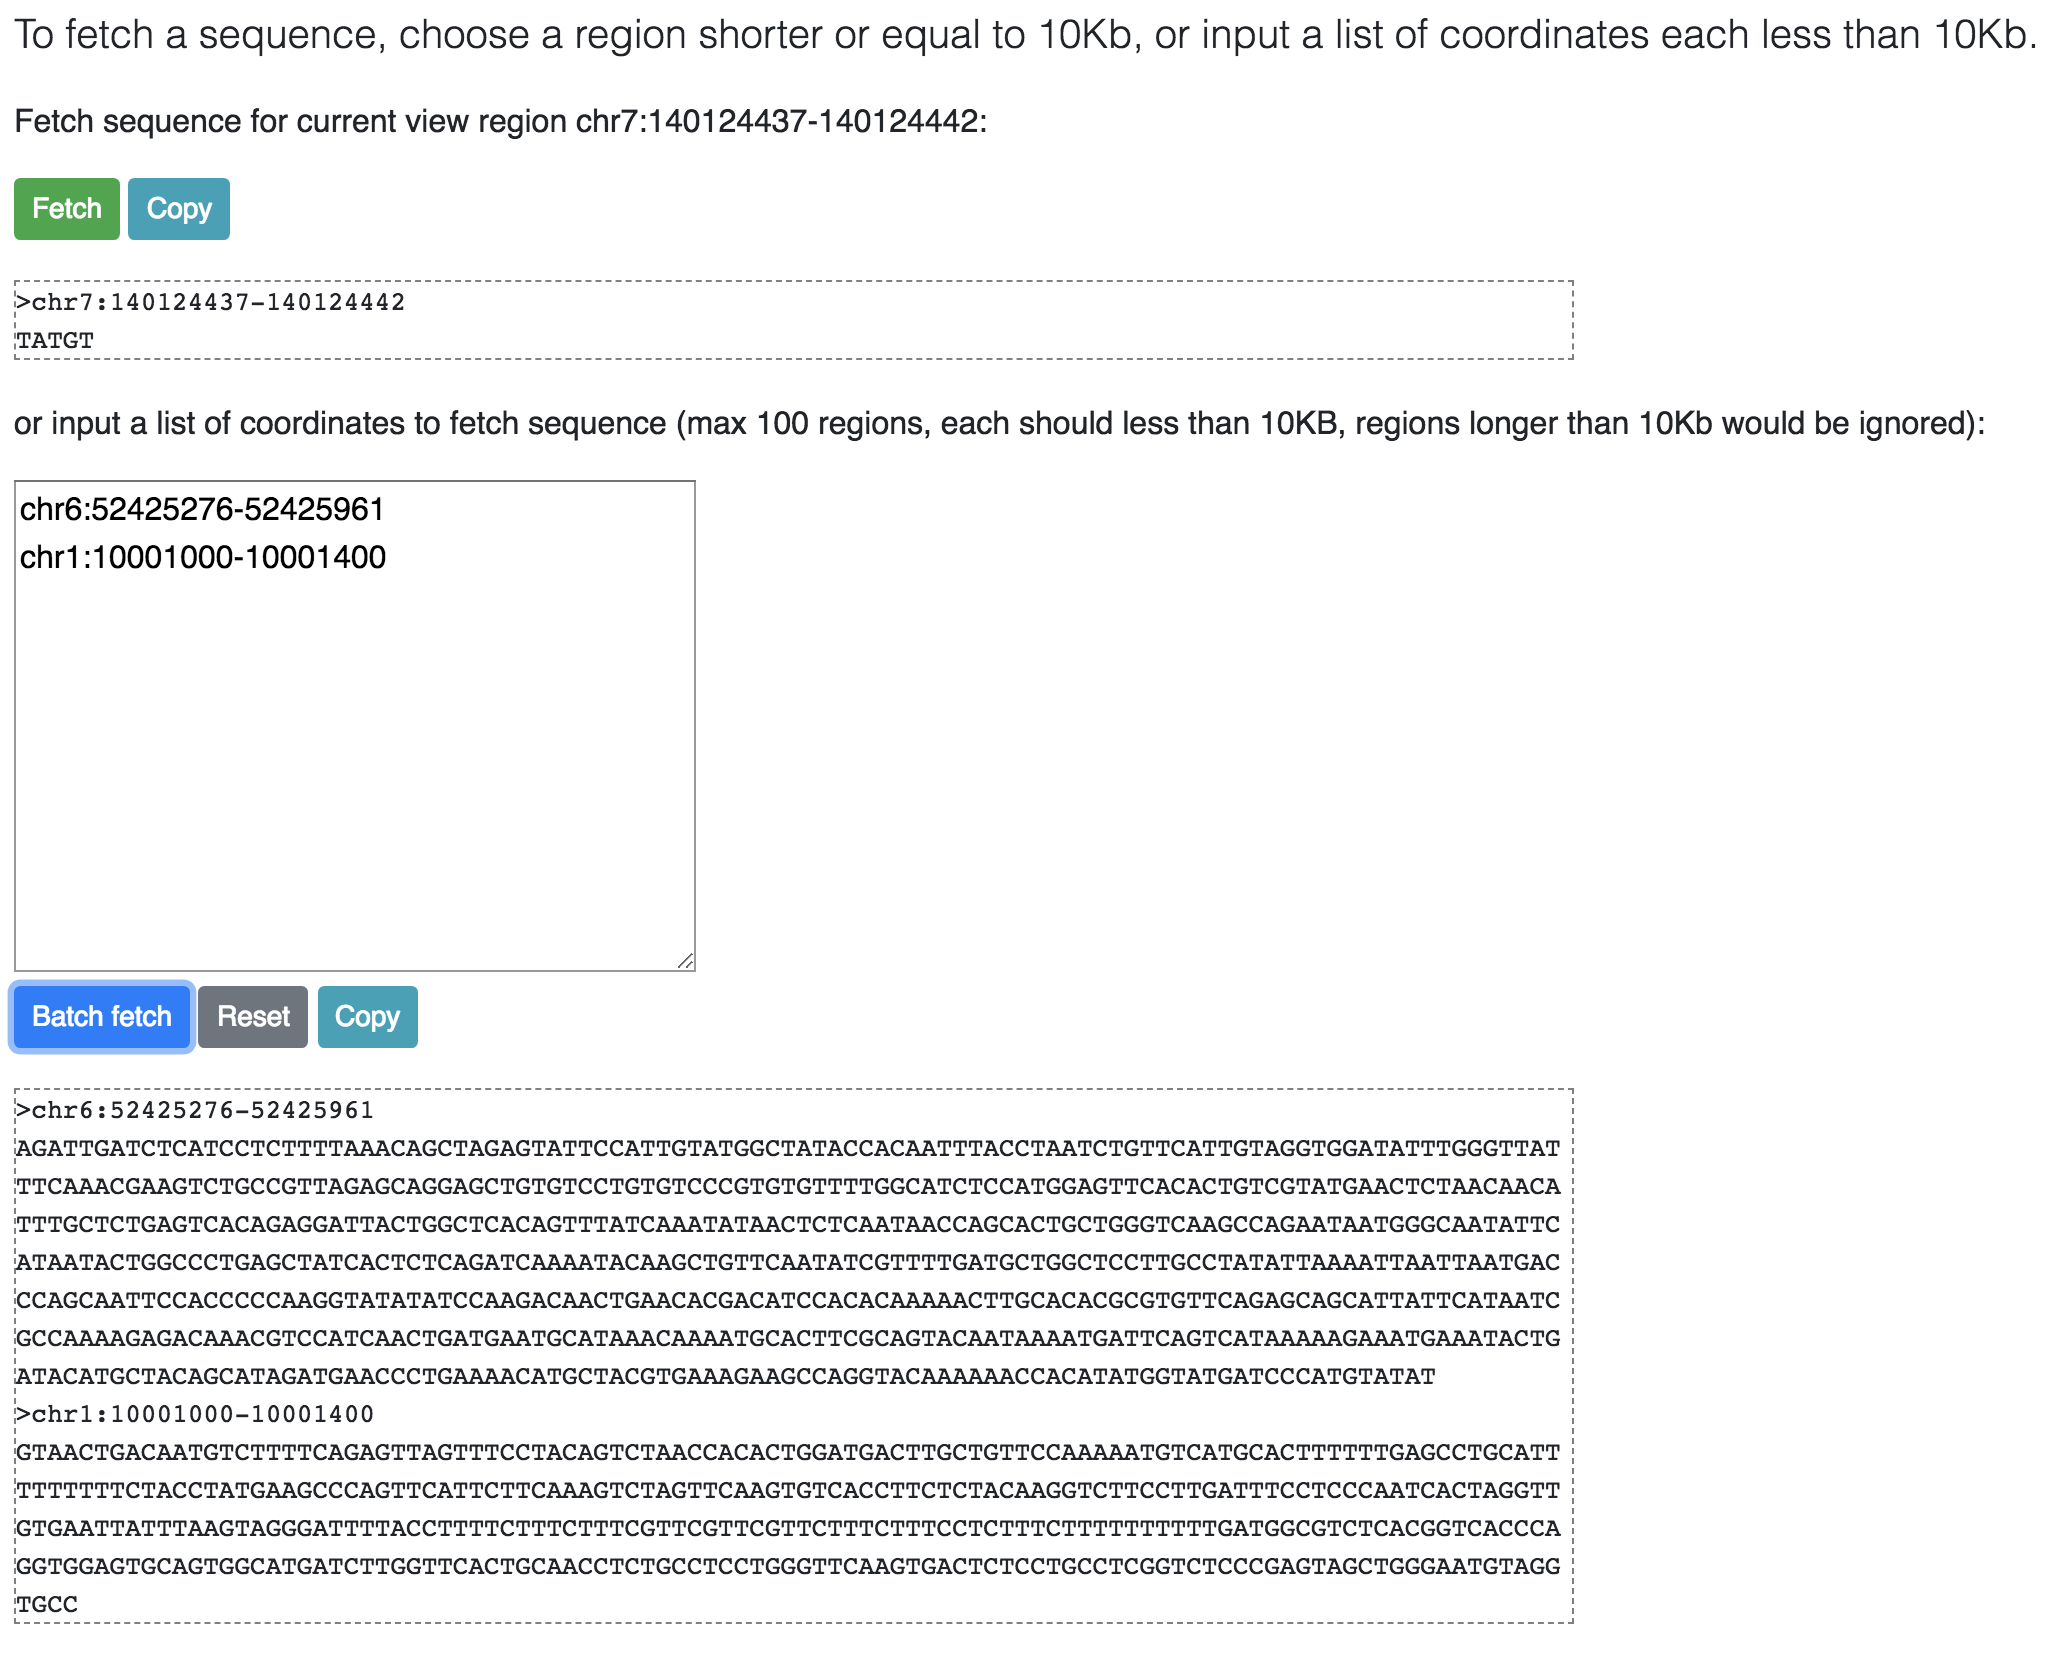 To fetch a sequence, choose a region shorter or equal to 10Kb, or input a list of coordinates each less than 10Kb.
Fetch sequence for current view region chr7:140124437-140124442:
Fetch Copy
>chr7:140124437-140124442
TATGT
or input a list of coordinates to fetch sequence (max 100 regions, each should less than 10KB, regions longer than 10Kb would be ignored):
chr6:52425276-52425961
chr1:10001000-10001400
Batch fetch Reset Copy
>chr6:52425276-52425961
AGATTGATCTCATCCTCTTTTAAACAGCTAGAGTATTCCATTGTATGGCTATACCACAATTTACCTAATCTGTTCATTGTAGGTGGATATTTGGGTTAT
TTCAAACGAAGTCTGCCGTTAGAGCAGGAGCTGTGTCCTGTGTCCCGTGTGTTTTGGCATCTCCATGGAGTTCACACTGTCGTATGAACTCTAACAACA
TTTGCTCTGAGTCACAGAGGATTACTGGCTCACAGTTTATCAAATATAACTCTCAATAACCAGCACTGCTGGGTCAAGCCAGAATAATGGGCAATATTC
ATAATACTGGCCCTGAGCTATCACTCTCAGATCAAAATACAAGCTGTTCAATATCGTTTTGATGCTGGCTCCTTGCCTATATTAAAATTAATTAATGAC
CCAGCAATTCCACCCCCAAGGTATATATCCAAGACAACTGAACACGACATCCACACAAAAACTTGCACACGCGTGTTCAGAGCAGCATTATTCATAATC
GCCAAAAGAGACAAACGTCCATCAACTGATGAATGCATAAACAAAATGCACTTCGCAGTACAATAAAATGATTCAGTCATAAAAAGAAATGAAATACTG
ATACATGCTACAGCATAGATGAACCCTGAAAACATGCTACGTGAAAGAAGCCAGGTACAAAAAACCACATATGGTATGATCCCATGTATAT
>chr1:10001000-10001400
GTAACTGACAATGTCTTTTCAGAGTTAGTTTCCTACAGTCTAACCACACTGGATGACTTGCTGTTCCAAAAATGTCATGCACTTTTTTGAGCCTGCATT
TTTTTTTCTACCTATGAAGCCCAGTTCATTCTTCAAAGTCTAGTTCAAGTGTCACCTTCTCTACAAGGTCTTCCTTGATTTCCTCCCAATCACTAGGTT
GTGAATTATTTAAGTAGGGATTTTACCTTTTCTTTCTTTCGTTCGTTCGTTCTTTCTTTCCTCTTTCTTTTTTTTTTGATGGCGTCTCACGGTCACCCA
GGTGGAGTGCAGTGGCATGATCTTGGTTCACTGCAACCTCTGCCTCCTGGGTTCAAGTGACTCTCCTGCCTCGGTCTCCCGAGTAGCTGGGAATGTAGG
TGCC